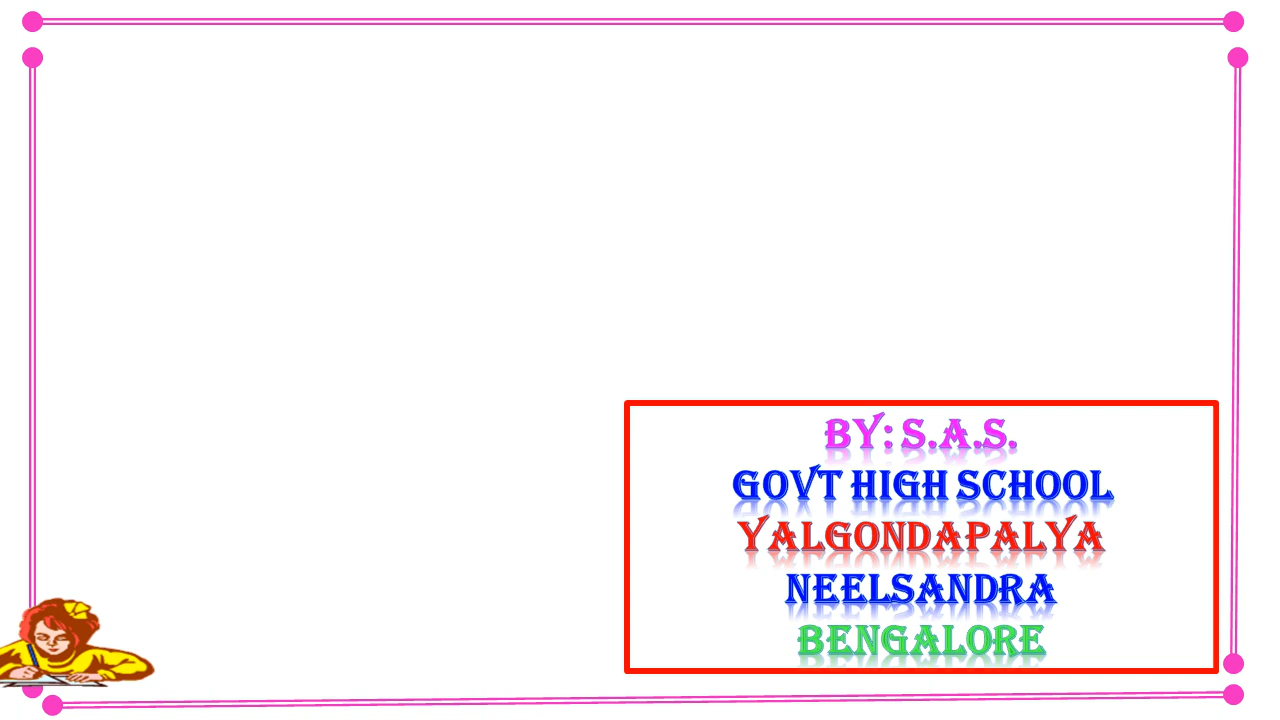 BY: S.A.S.
GOVT HIGH SCHOOL
YALGONDAPALYA
NEELSANDRA
BENGALORE